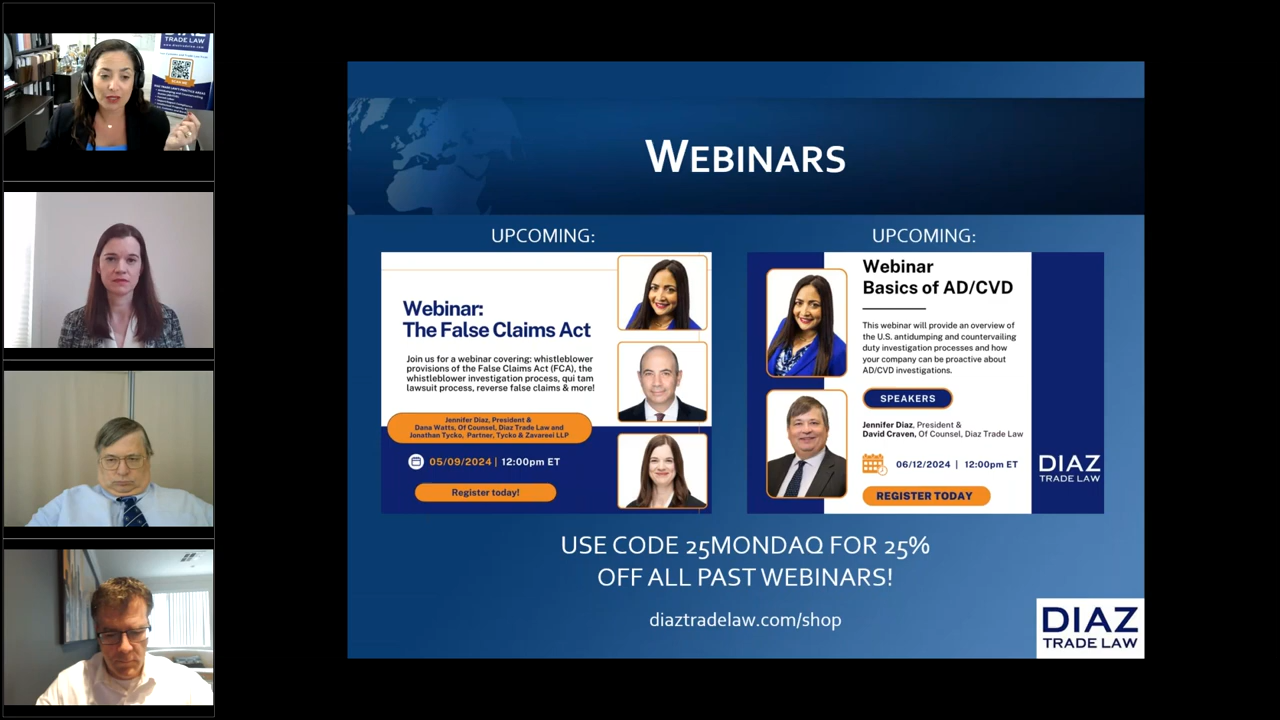 DIAZ
TRADE LAW
WEBINARS
UPCOMING:
Webinar:
The False Claims Act
Join us for a webinar covering: whistleblower
provisions of the False Claims Act (FCA), the
whistleblower investigation process, qui tam
lawsuit process, reverse false claims & more!
Jennifer Diaz, President &
Dana Watts, Of Counsel, Diaz Trade Law and
Jonathan Tycko, Partner, Tycko & Zavareei LLP
05/09/2024 | 12:00pm ET
Register today!
UPCOMING:
Webinar
Basics of AD/CVD
This webinar will provide an overview of
the U.S. antidumping and countervailing
duty investigation processes and how
your company can be proactive about
AD/CVD investigations.
SPEAKERS
Jennifer Diaz, President &
David Craven, Of Counsel, Diaz Trade Law
06/12/2024 | 12:00pm ET
REGISTER TODAY
DIAZ
TRADE LAW
USE CODE 25MONDAQ FOR 25%
OFF ALL PAST WEBINARS!
diaztradelaw.com/shop
DIAZ
TRADE LAW